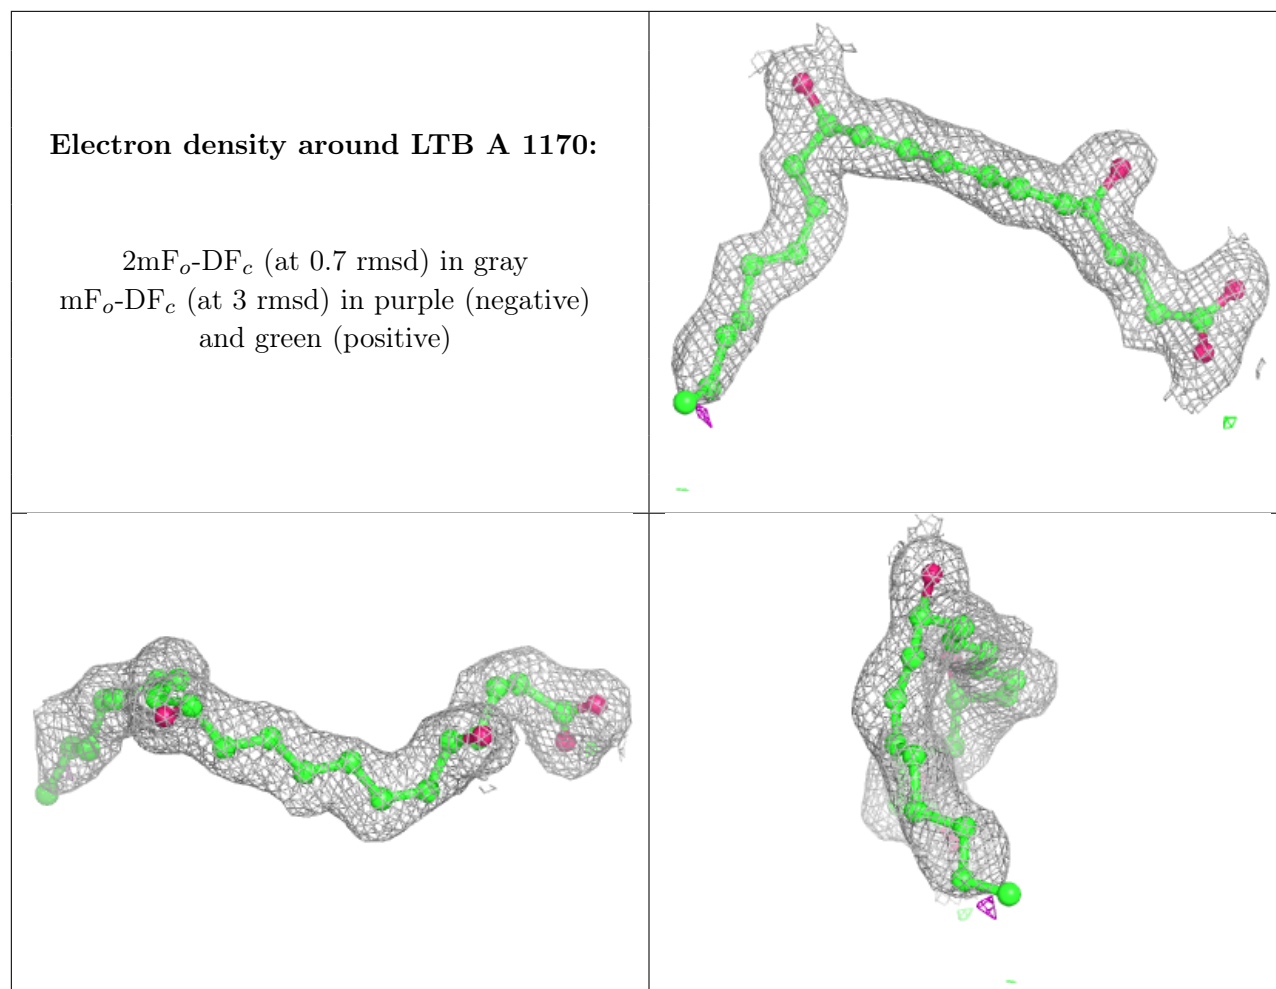 Electron density around LTB A 1170:
2mFo-DFc (at 0.7 rmsd) in gray
mFo-DFc (at 3 rmsd) in purple (negative)
and green (positive)